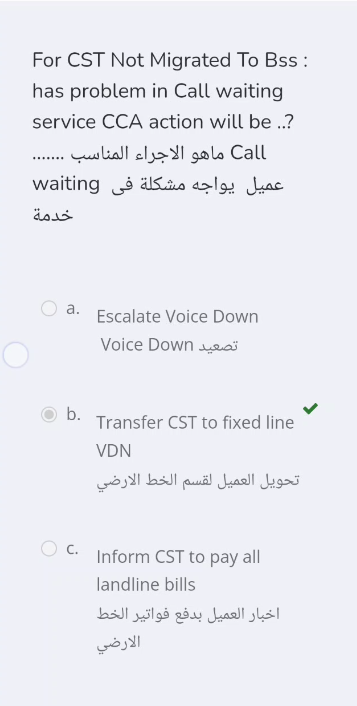 For CST Not Migrated To Bss :
has problem in Call waiting
service CCA action will be ..?
....... ماهو الاجراء المناسب Call
waiting عميل يواجه مشكلة فى
خدمة
a. Escalate Voice Down
تصعيد Voice Down
b. Transfer CST to fixed line
VDN
تحويل العميل لقسم الخط الارضي
c. Inform CST to pay all
landline bills
اخبار العميل بدفع فواتير الخط
الارضي